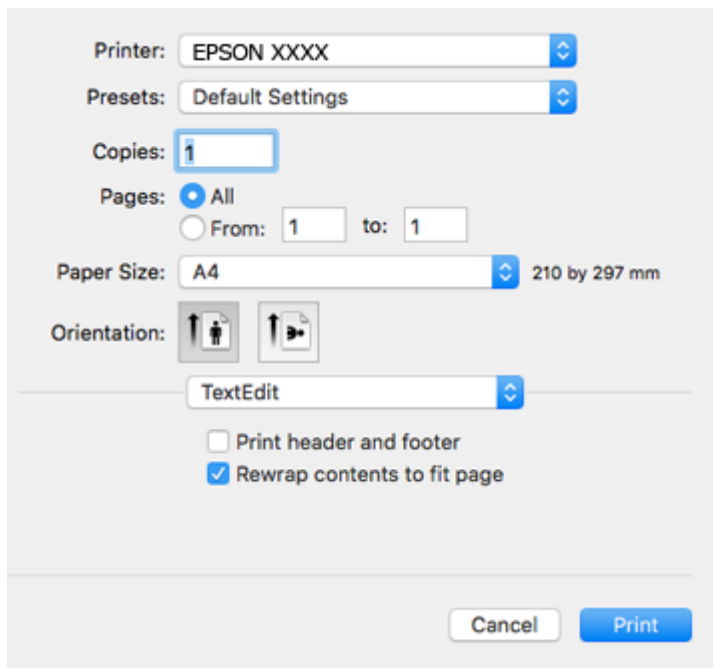 Printer: EPSON XXXX
Presets: Default Settings
Copies: 1
Pages: All
From: 1 to: 1
Paper Size: A4 210 by 297 mm
Orientation:
TextEdit
Print header and footer
Rewrap contents to fit page
Cancel Print